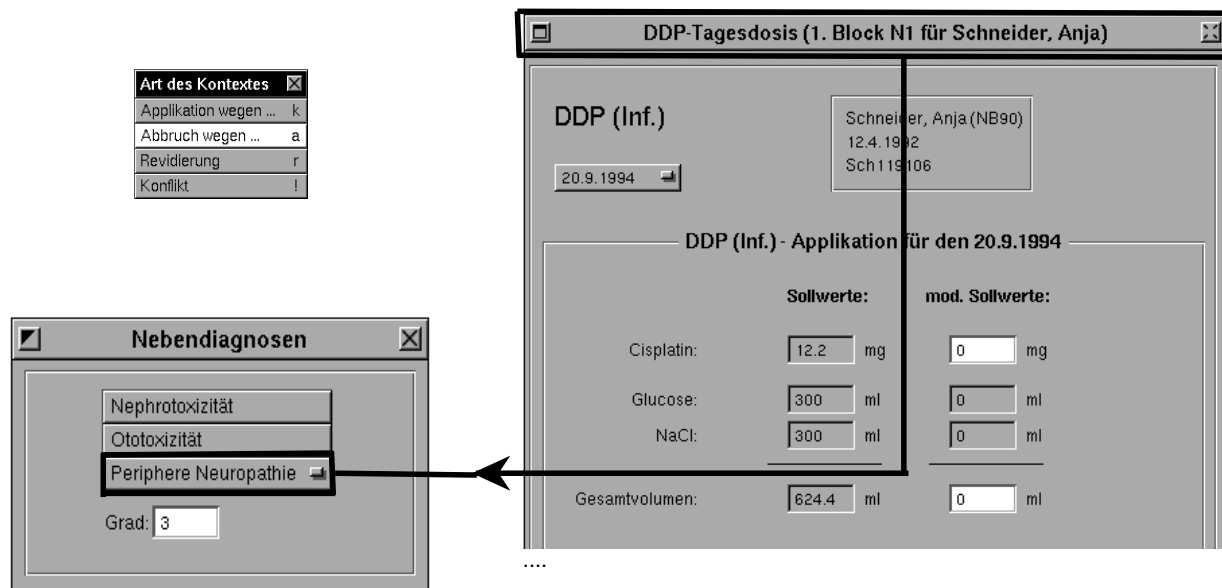 DDP-Tagesdosis (1. Block N1 für Schneider, Anja)
DDP (Inf.)
Schneider, Anja (NB90)
12.4.1992
Sch119106
20.9.1994
DDP (Inf.) - Applikation für den 20.9.1994
Sollwerte: mod. Sollwerte:
Cisplatin: 12.2 mg 0 mg
Glucose: 300 ml 0 ml
NaCl: 300 ml 0 ml
Gesamtvolumen: 624.4 ml 0 ml
....
Art des Kontextes
Applikation wegen ... k
Abbruch wegen ... a
Revidierung r
Konflikt !
Nebendiagnosen
Nephrotoxizität
Ototoxizität
Periphere Neuropathie
Grad: 3